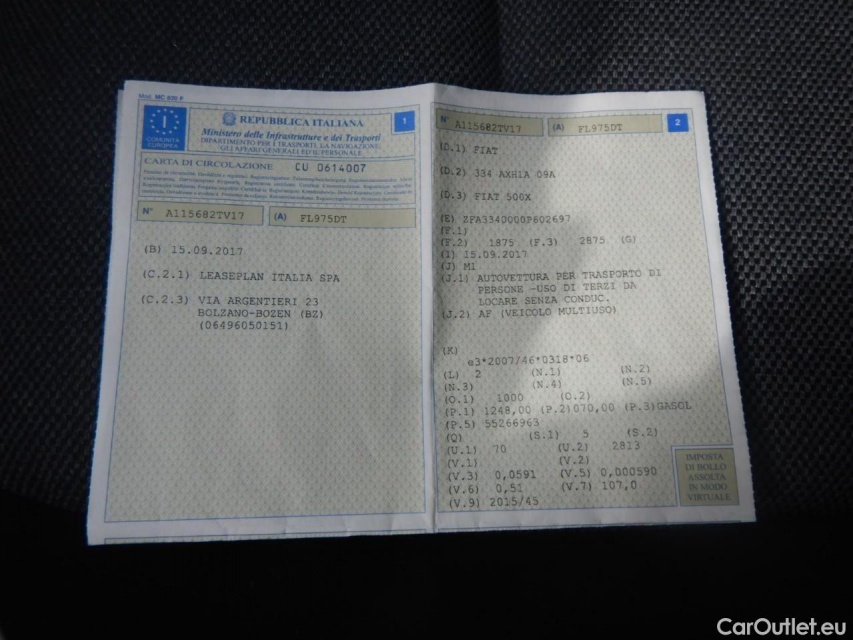 Mod. MC 820 F
I
COMUNITÀ
EUROPEA
REPUBBLICA ITALIANA
1
Ministero delle Infrastrutture e dei Trasporti
DIPARTIMENTO PER I TRASPORTI, LA NAVIGAZIONE,
GLI AFFARI GENERALI ED IL PERSONALE
CARTA DI CIRCOLAZIONE CU 0614007
N° A115682TV17 (A) FL975DT
(B) 15.09.2017
(C.2.1) LEASEPLAN ITALIA SPA
(C.2.3) VIA ARGENTIERI 23
BOLZANO-BOZEN (BZ)
(06496050151)
N° A115682TV17 (A) FL975DT
2
(D.1) FIAT
(D.2) 334 AXH1A 09A
(D.3) FIAT 500X
(E) ZFA3340000P602697
(F.1)
(F.2) 1875 (F.3) 2875 (G)
(I) 15.09.2017
(J) M1
(J.1) AUTOVETTURA PER TRASPORTO DI
PERSONE -USO DI TERZI DA
LOCARE SENZA CONDUC.
(J.2) AF (VEICOLO MULTIUSO)
(K)
e3*2007/46*0318*06
(L) 2 (N.1) (N.2)
(N.3) (N.4) (N.5)
(O.1) 1000 (O.2)
(P.1) 1248,00 (P.2)070,00 (P.3)GASOL
(P.5) 55266963
(Q) (S.1) 5 (S.2)
(U.1) 70 (U.2) 2813
(V.1) (V.2)
(V.3) 0,0591 (V.5) 0,000590
(V.6) 0,51 (V.7) 107,0
(V.9) 2015/45
IMPOSTA
DI BOLLO
ASSOLTA
IN MODO
VIRTUALE
CarOutlet.eu